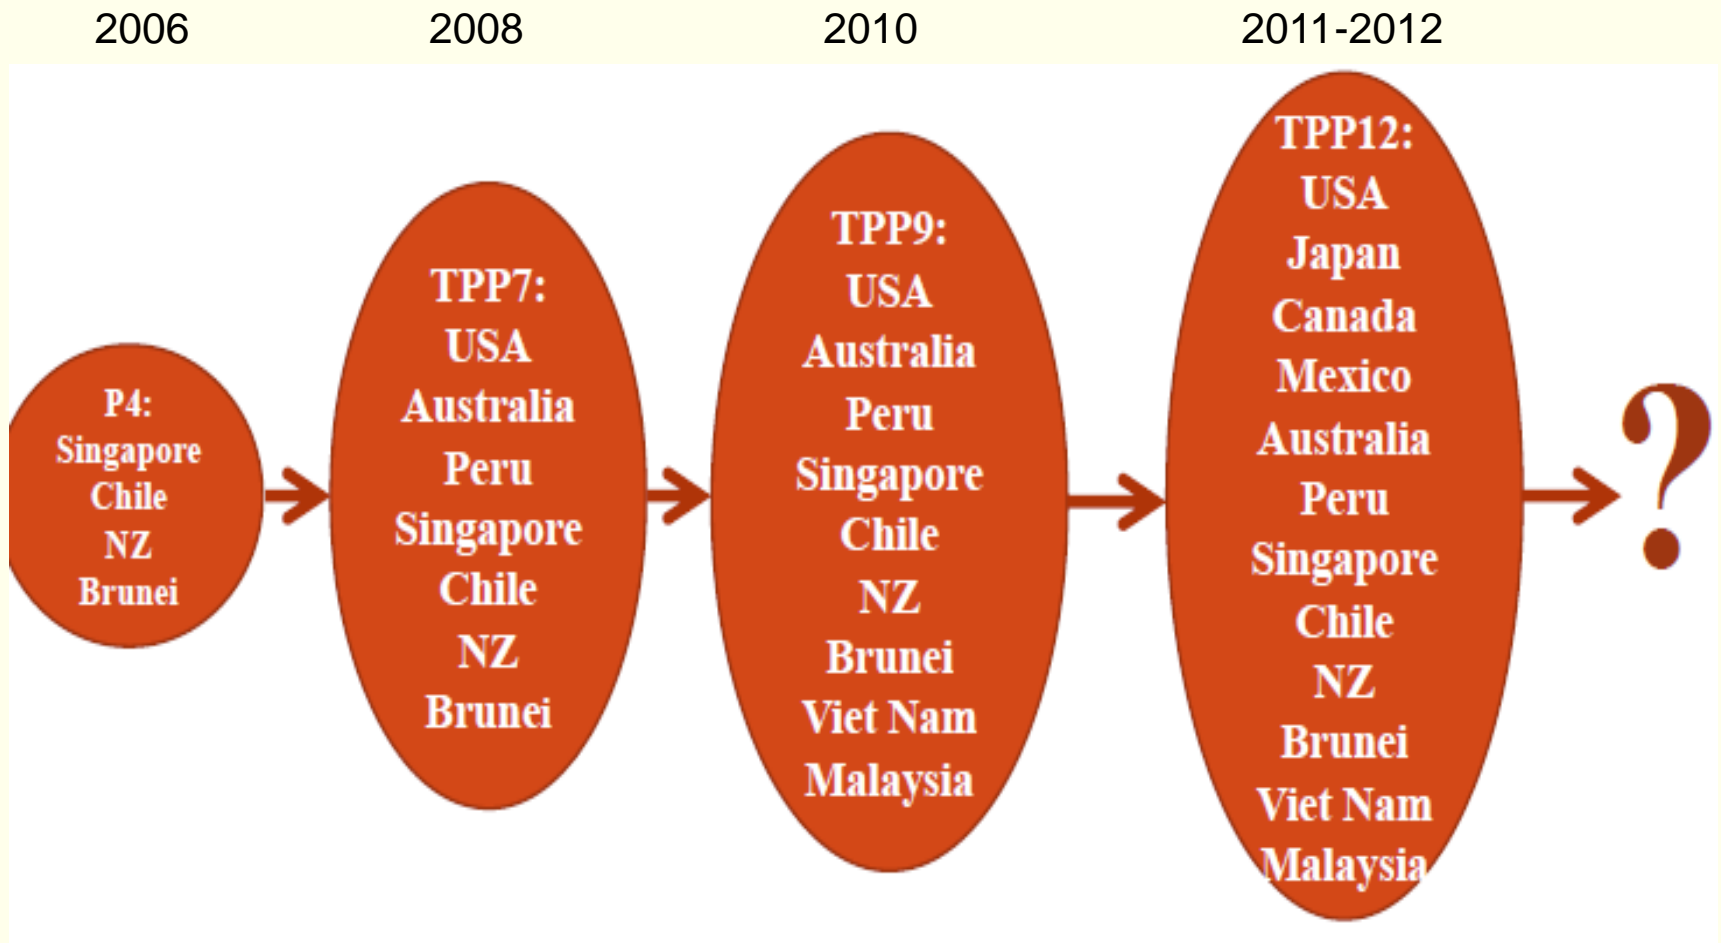 2006
2008
2010
2011-2012
P4:
Singapore
Chile
NZ
Brunei
TPP7:
USA
Australia
Peru
Singapore
Chile
NZ
Brunei
TPP9:
USA
Australia
Peru
Singapore
Chile
NZ
Brunei
Viet Nam
Malaysia
TPP12:
USA
Japan
Canada
Mexico
Australia
Peru
Singapore
Chile
NZ
Brunei
Viet Nam
Malaysia
?